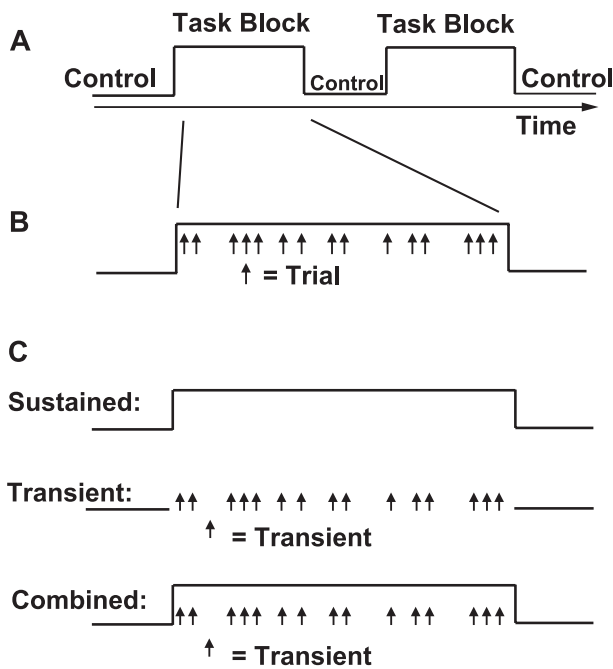 Task Block Task Block
A
Control Control Control
Time
B
↑ = Trial
C
Sustained:
Transient:
↑ = Transient
Combined:
↑ = Transient